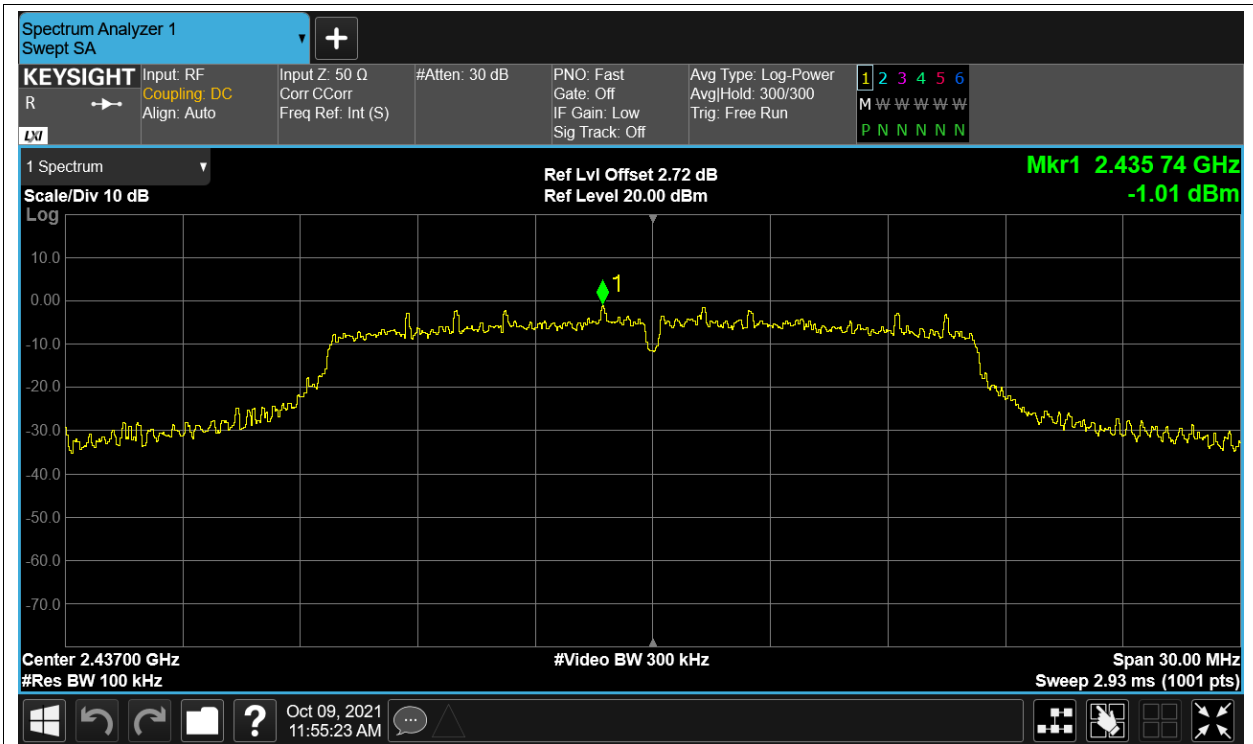 Spectrum Analyzer 1
Swept SA
KEYSIGHT
R
LXI
Input: RF
Coupling: DC
Align: Auto
Input Z: 50 Ω
Corr CCorr
Freq Ref: Int (S)
#Atten: 30 dB
PNO: Fast
Gate: Off
IF Gain: Low
Sig Track: Off
Avg Type: Log-Power
Avg|Hold: 300/300
Trig: Free Run
1 2 3 4 5 6
M W W W W W
P N N N N N
1 Spectrum
Scale/Div 10 dB
Log
Ref Lvl Offset 2.72 dB
Ref Level 20.00 dBm
Mkr1 2.435 74 GHz
-1.01 dBm
1
10.0
0.00
-10.0
-20.0
-30.0
-40.0
-50.0
-60.0
-70.0
Center 2.43700 GHz
#Video BW 300 kHz
Span 30.00 MHz
#Res BW 100 kHz
Sweep 2.93 ms (1001 pts)
?
Oct 09, 2021
11:55:23 AM